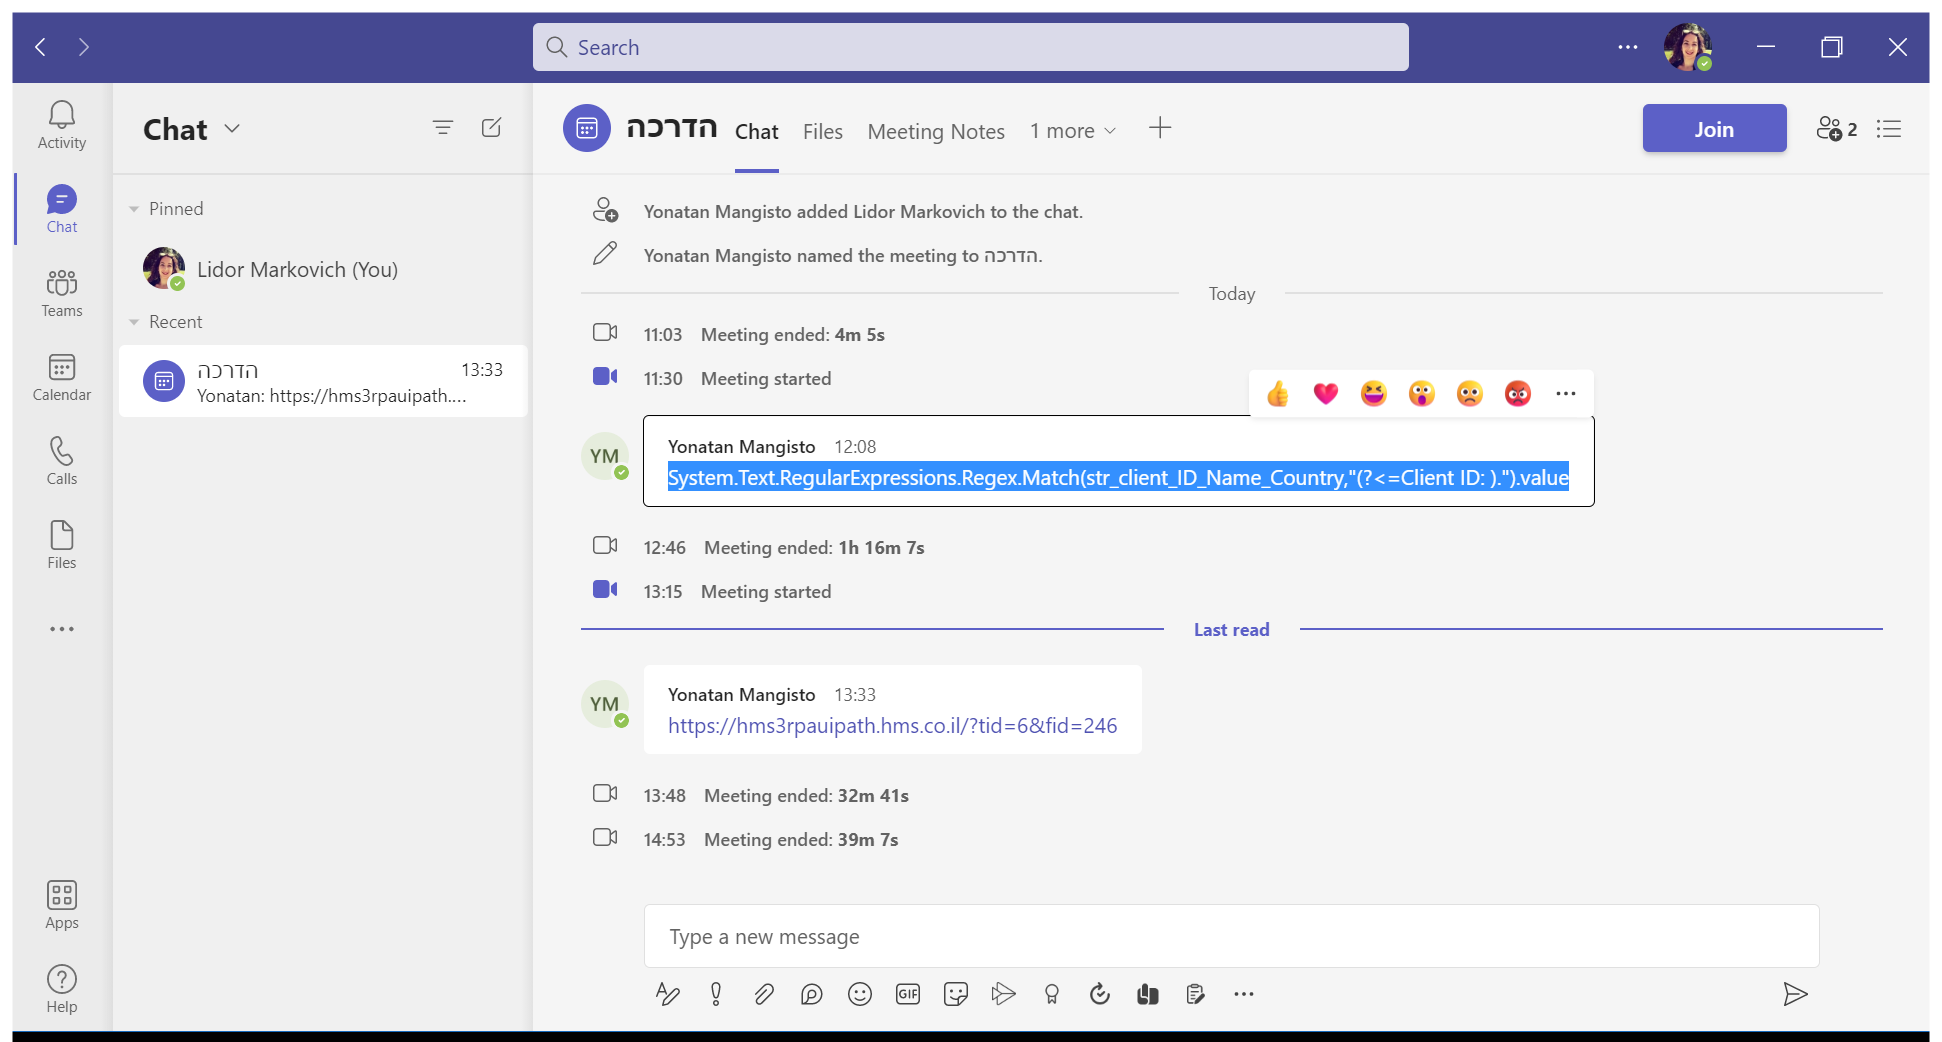 Search
Activity
Chat
Teams
Calendar
Calls
Files
Apps
Help
Chat
Pinned
Lidor Markovich (You)
Recent
הדרכה 13:33
Yonatan: https://hms3rpauipath....
הדרכה Chat Files Meeting Notes 1 more Join 2
Yonatan Mangisto added Lidor Markovich to the chat.
Yonatan Mangisto named the meeting to הדרכה.
Today
11:03 Meeting ended: 4m 5s
11:30 Meeting started
YM
Yonatan Mangisto 12:08
System.Text.RegularExpressions.Regex.Match(str_client_ID_Name_Country,"(?<=Client ID: ).").value
12:46 Meeting ended: 1h 16m 7s
13:15 Meeting started
Last read
YM
Yonatan Mangisto 13:33
https://hms3rpauipath.hms.co.il/?tid=6&fid=246
13:48 Meeting ended: 32m 41s
14:53 Meeting ended: 39m 7s
Type a new message
GIF